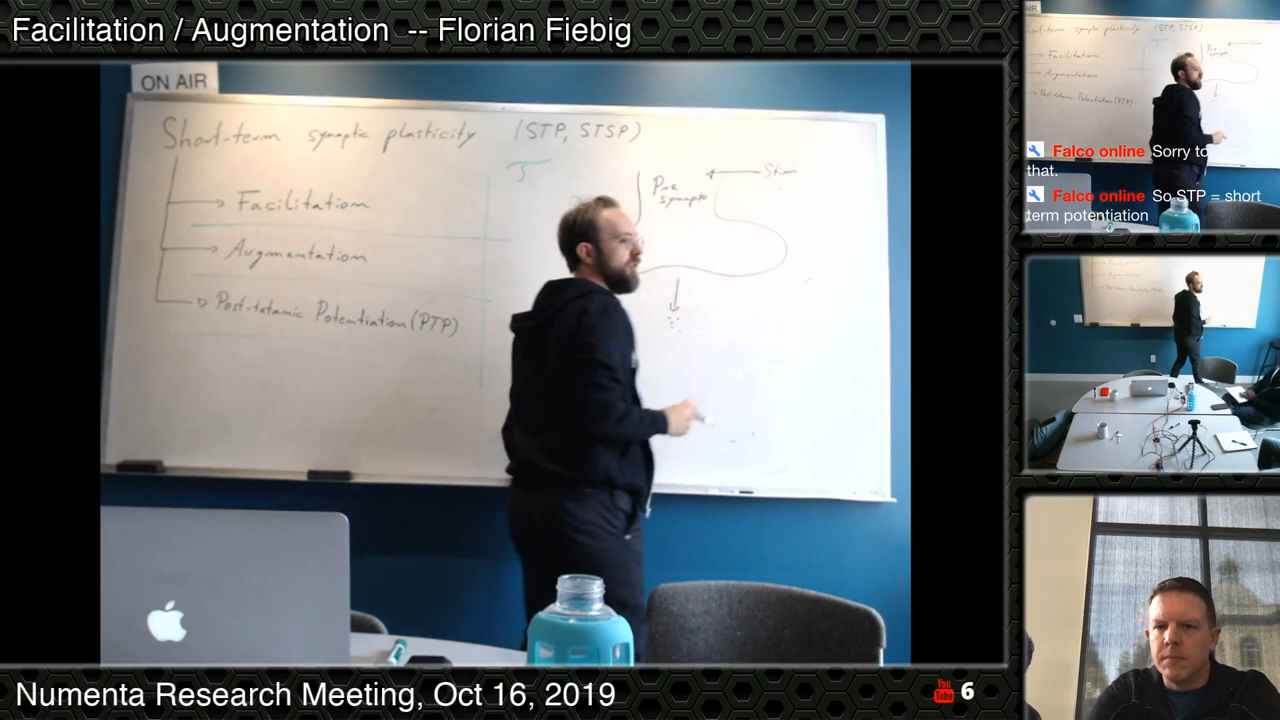 Facilitation / Augmentation -- Florian Fiebig
ON AIR
Short-term synaptic plasticity (STP, STSP)
τ
Facilitation
Augmentation
Post-tetanic Potentiation (PTP)
Pre
synaptic
Stim
Falco online Sorry to
that.
Falco online So STP = short
term potentiation
Numenta Research Meeting, Oct 16, 2019
You
Tube
6